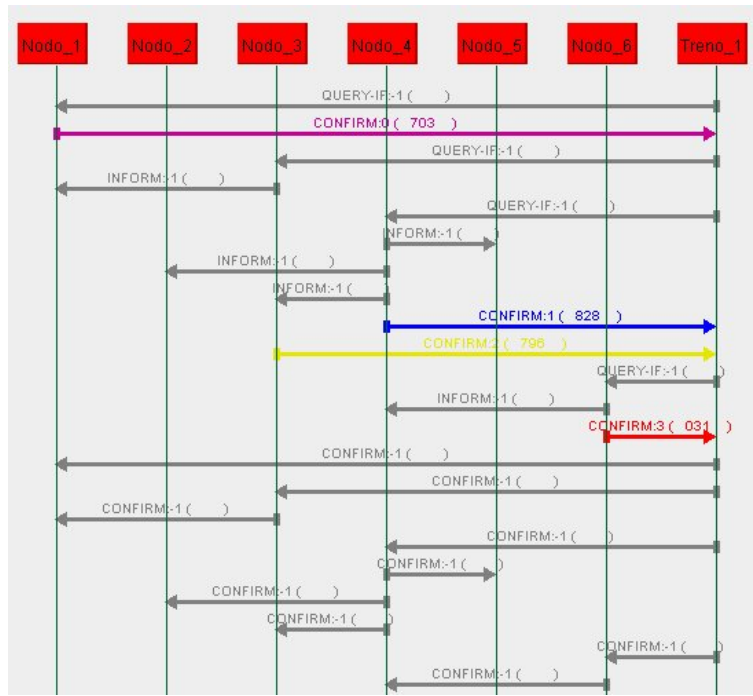 Nodo_1 Nodo_2 Nodo_3 Nodo_4 Nodo_5 Nodo_6 Treno_1
QUERY-IF:-1 ( )
CONFIRM:0 ( 703 )
QUERY-IF:-1 ( )
INFORM:-1 ( )
QUERY-IF:-1 ( )
INFORM:-1 ( )
INFORM:-1 ( )
INFORM:-1 ( )
CONFIRM:1 ( 828 )
CONFIRM:2 ( 796 )
QUERY-IF:-1 ( )
INFORM:-1 ( )
CONFIRM:3 ( 031 )
CONFIRM:-1 ( )
CONFIRM:-1 ( )
CONFIRM:-1 ( )
CONFIRM:-1 ( )
CONFIRM:-1 ( )
CONFIRM:-1 ( )
CONFIRM:-1 ( )
CONFIRM:-1 ( )
CONFIRM:-1 ( )